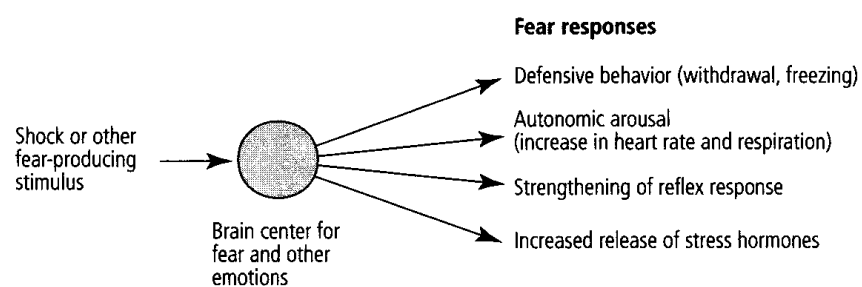 Fear responses
Defensive behavior (withdrawal, freezing)
Autonomic arousal
(increase in heart rate and respiration)
Shock or other
fear-producing
stimulus
Strengthening of reflex response
Increased release of stress hormones
Brain center for
fear and other
emotions